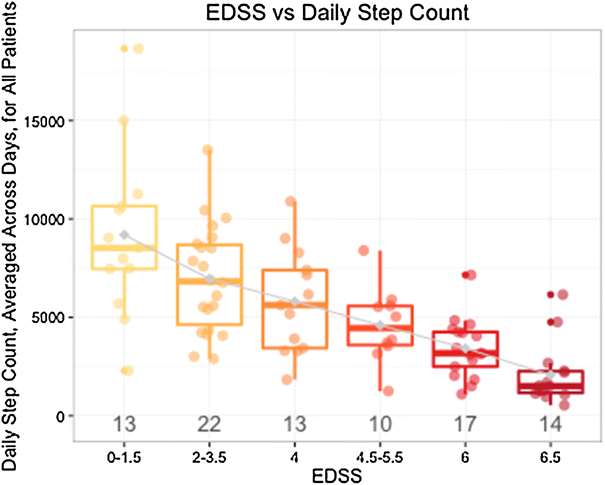 EDSS vs Daily Step Count
Daily Step Count, Averaged Across Days, for All Patients
15000
10000
5000
0
13 22 13 10 17 14
0-1.5 2-3.5 4 4.5-5.5 6 6.5
EDSS